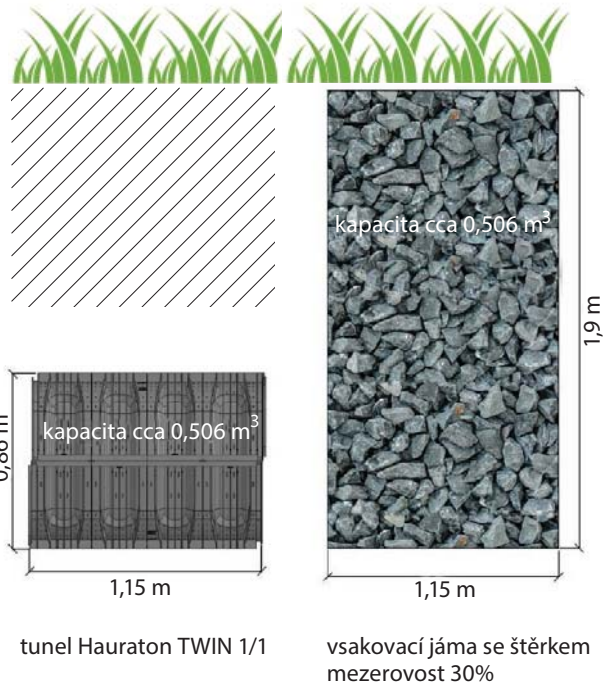 kapacita cca 0,506 m³
kapacita cca 0,506 m³
1,9 m
1,15 m
1,15 m
tunel Hauraton TWIN 1/1
vsakovací jáma se štěrkem
mezerovost 30%